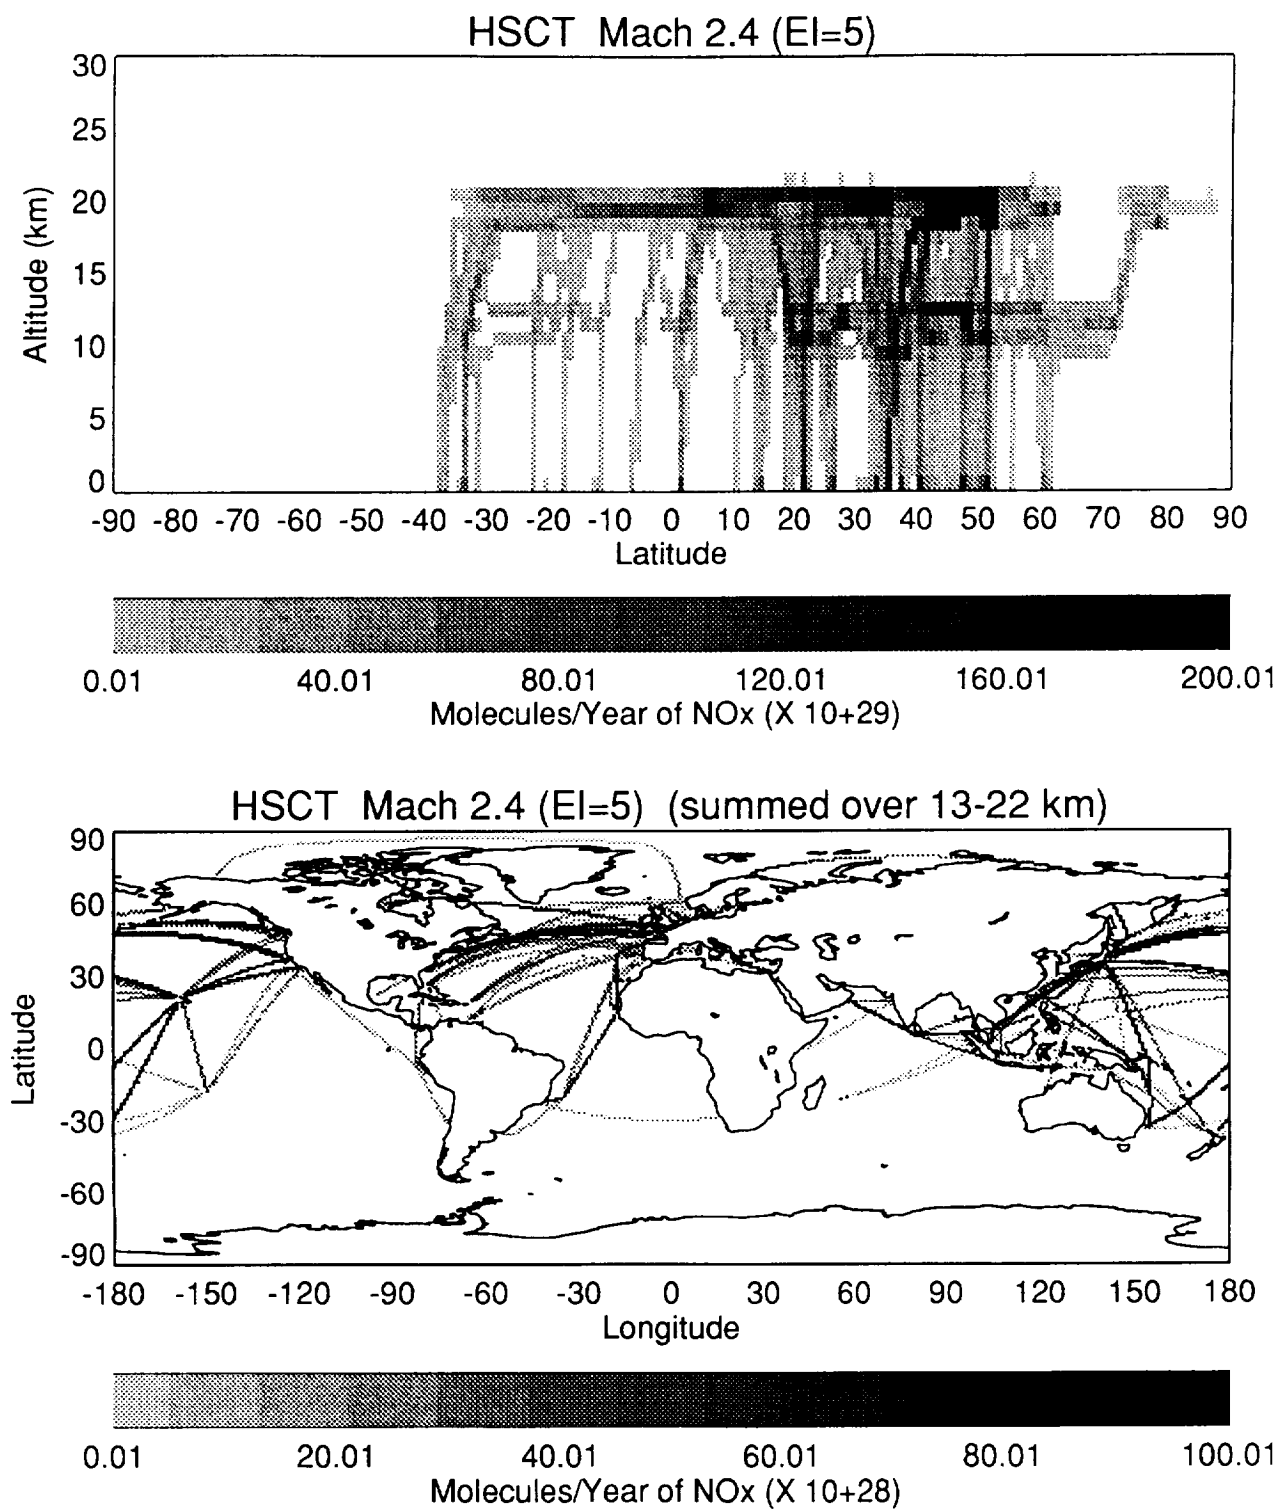 HSCT Mach 2.4 (EI=5)
30
25
20
15
10
5
0
Altitude (km)
-90 -80 -70 -60 -50 -40 -30 -20 -10 0 10 20 30 40 50 60 70 80 90
Latitude
0.01 40.01 80.01 120.01 160.01 200.01
Molecules/Year of NOx (X 10+29)
HSCT Mach 2.4 (EI=5) (summed over 13-22 km)
90
60
30
0
-30
-60
-90
Latitude
-180 -150 -120 -90 -60 -30 0 30 60 90 120 150 180
Longitude
0.01 20.01 40.01 60.01 80.01 100.01
Molecules/Year of NOx (X 10+28)